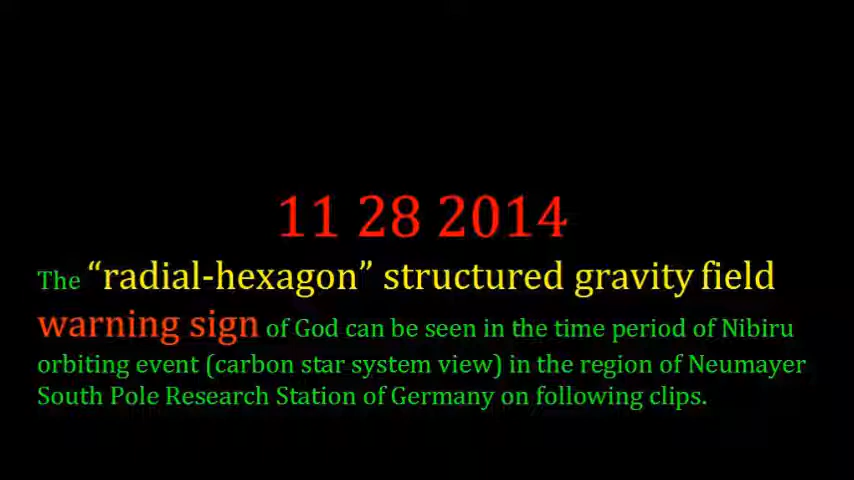 11 28 2014
The “radial-hexagon” structured gravity field
warning sign of God can be seen in the time period of Nibiru
orbiting event (carbon star system view) in the region of Neumayer
South Pole Research Station of Germany on following clips.